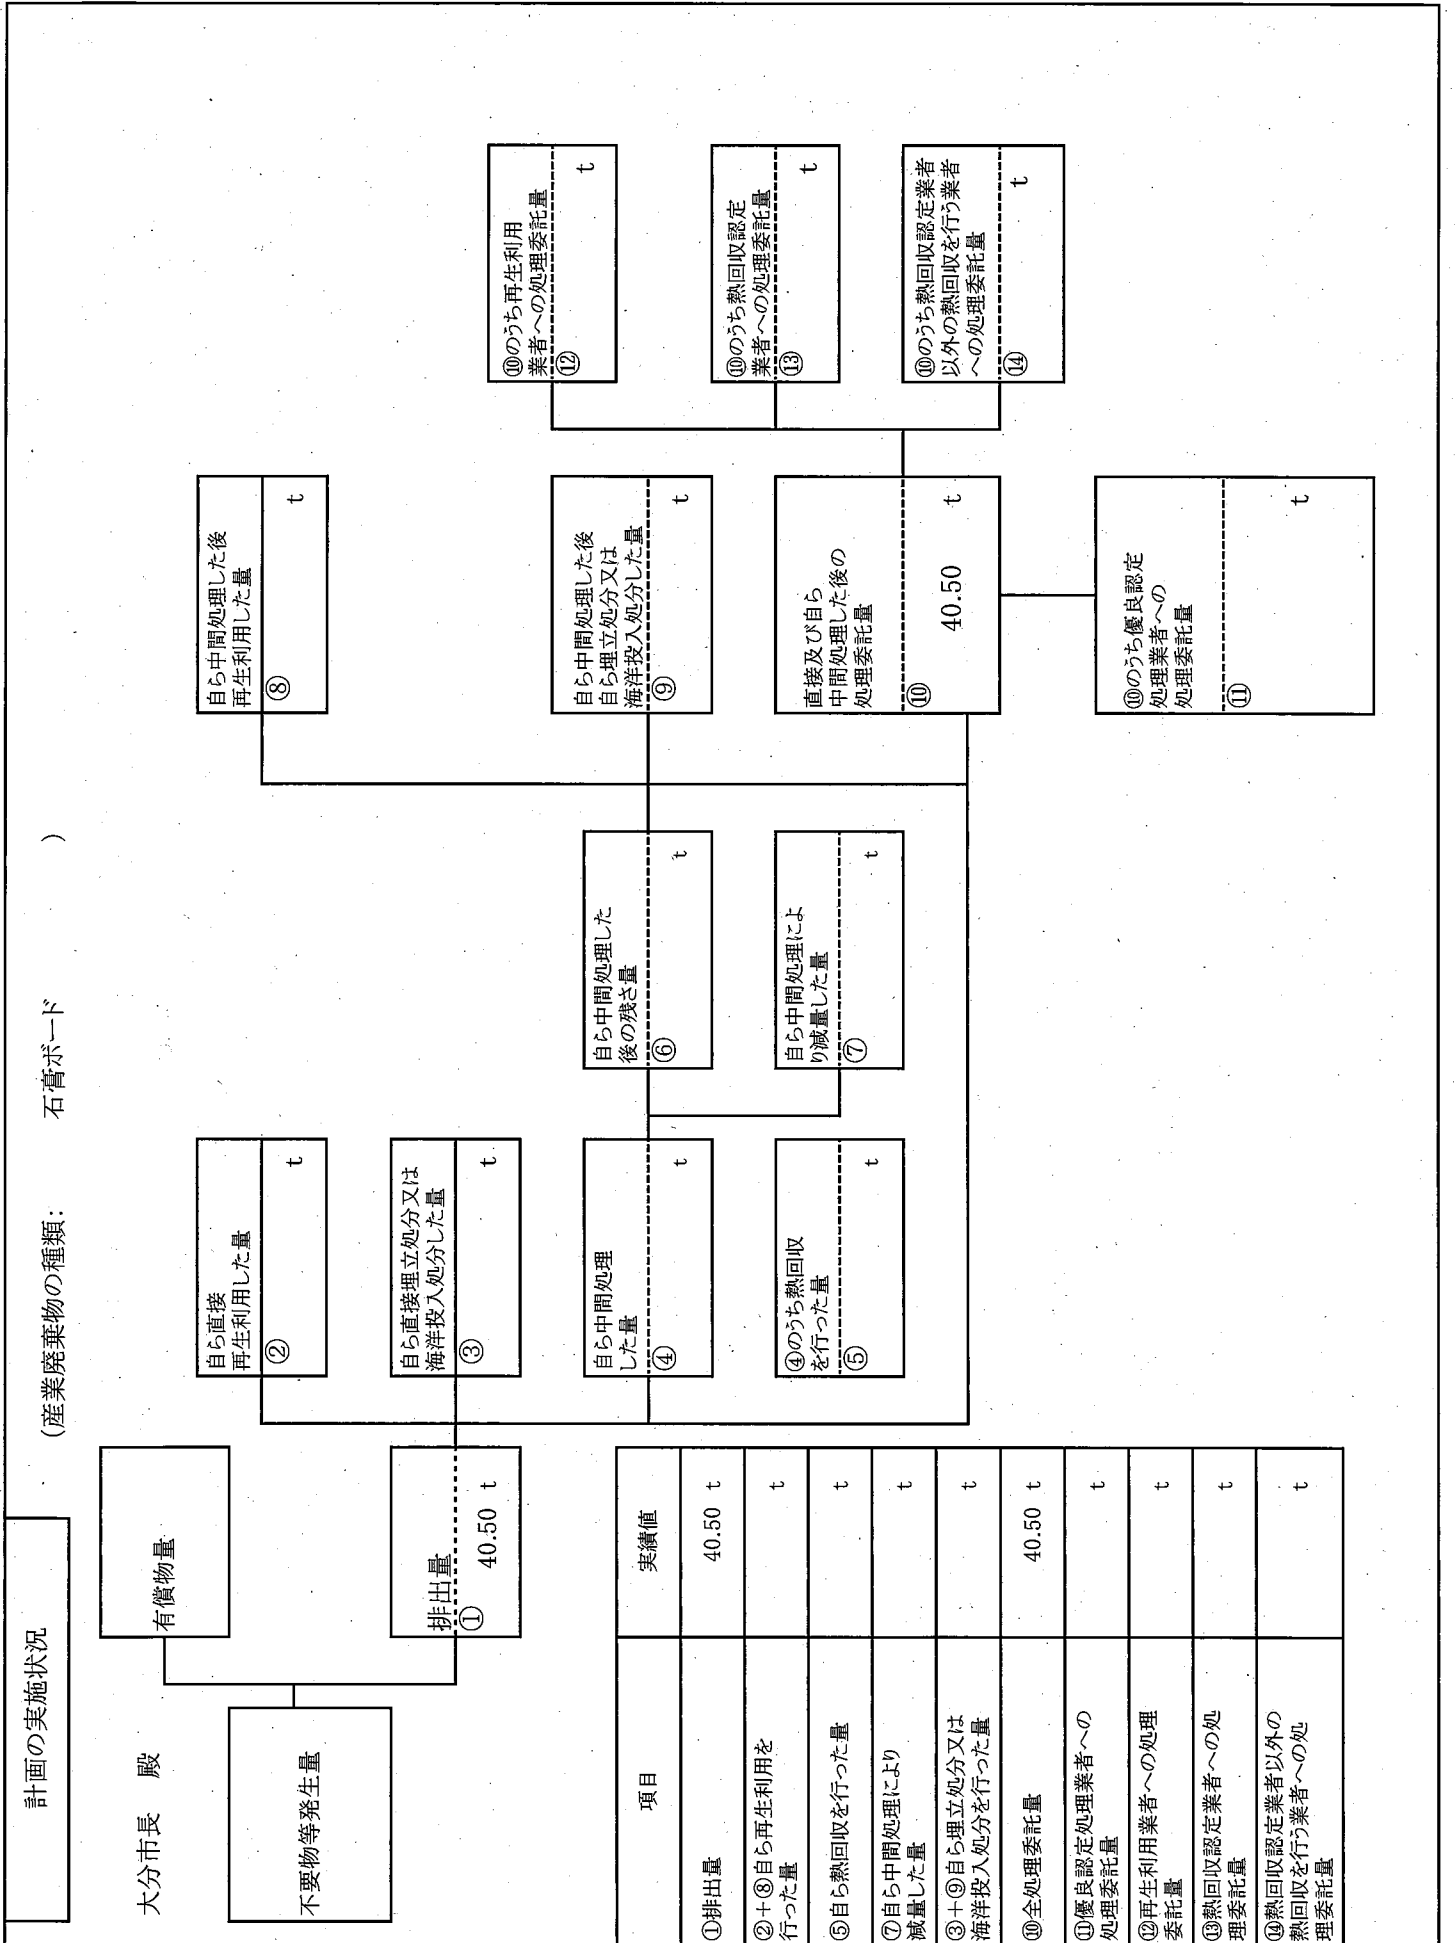 計画の実施状況
大分市長　殿
(産業廃棄物の種類:　石膏ボード　)
不要物等発生量
有償物量
排出量
① 40.50 t
自ら直接
再生利用した量
② t
自ら直接埋立処分又は
海洋投入処分した量
③ t
自ら中間処理
した量
④ t
④のうち熱回収
を行った量
⑤ t
自ら中間処理した
後の残さ量
⑥ t
自ら中間処理によ
り減量した量
⑦ t
自ら中間処理した後
再生利用した量
⑧ t
自ら中間処理した後
自ら埋立処分又は
海洋投入処分した量
⑨ t
直接及び自ら
中間処理した後の
処理委託量
⑩ 40.50 t
⑩のうち優良認定
処理業者への
処理委託量
⑪ t
⑩のうち再生利用
業者への処理委託量
⑫ t
⑩のうち熱回収認定
業者への処理委託量
⑬ t
⑩のうち熱回収認定業者
以外の熱回収を行う業者
への処理委託量
⑭ t
項目 実績値
①排出量 40.50 t
②+⑧自ら再生利用を
行った量 t
⑤自ら熱回収を行った量 t
⑦自ら中間処理により
減量した量 t
③+⑨自ら埋立処分又は
海洋投入処分を行った量 t
⑩全処理委託量 40.50 t
⑪優良認定処理業者への
処理委託量 t
⑫再生利用業者への処理
委託量 t
⑬熱回収認定業者への処
理委託量 t
⑭熱回収認定業者以外の
熱回収を行う業者への処
理委託量 t